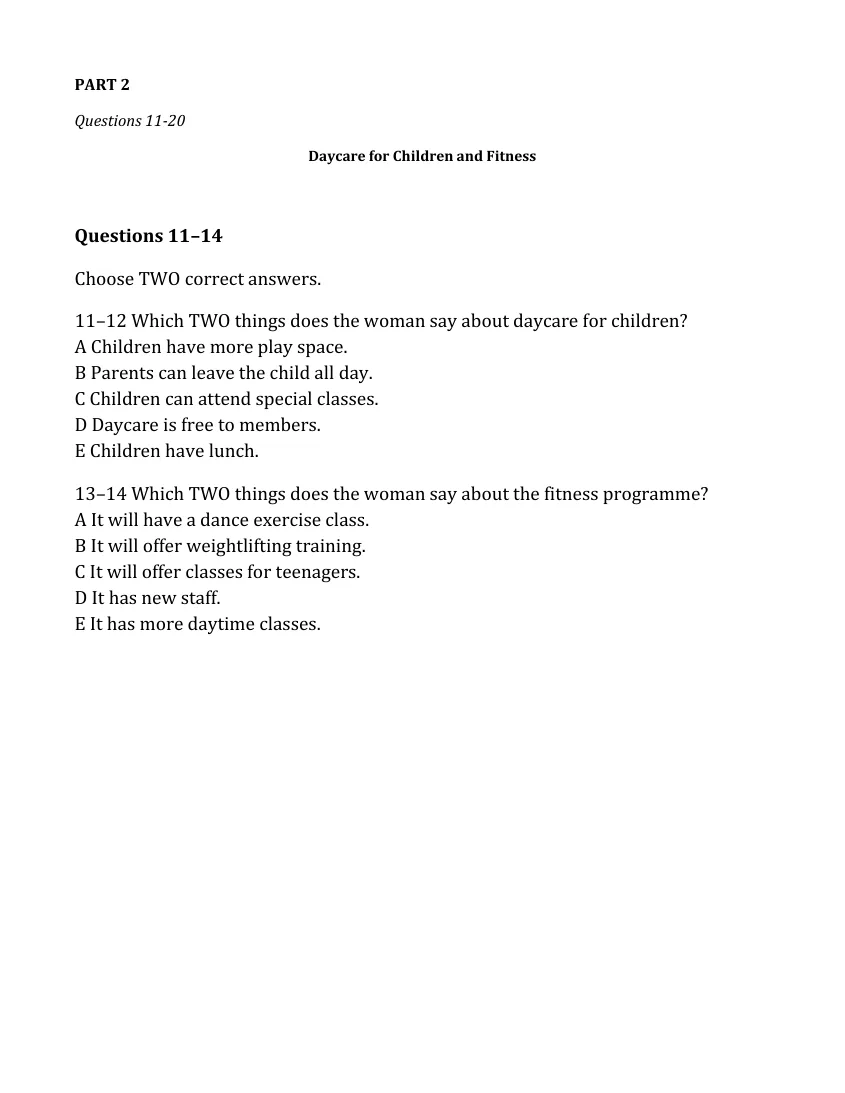 PART 2
Questions 11-20
Daycare for Children and Fitness
Questions 11–14
Choose TWO correct answers.
11–12 Which TWO things does the woman say about daycare for children?
A Children have more play space.
B Parents can leave the child all day.
C Children can attend special classes.
D Daycare is free to members.
E Children have lunch.
13–14 Which TWO things does the woman say about the fitness programme?
A It will have a dance exercise class.
B It will offer weightlifting training.
C It will offer classes for teenagers.
D It has new staff.
E It has more daytime classes.